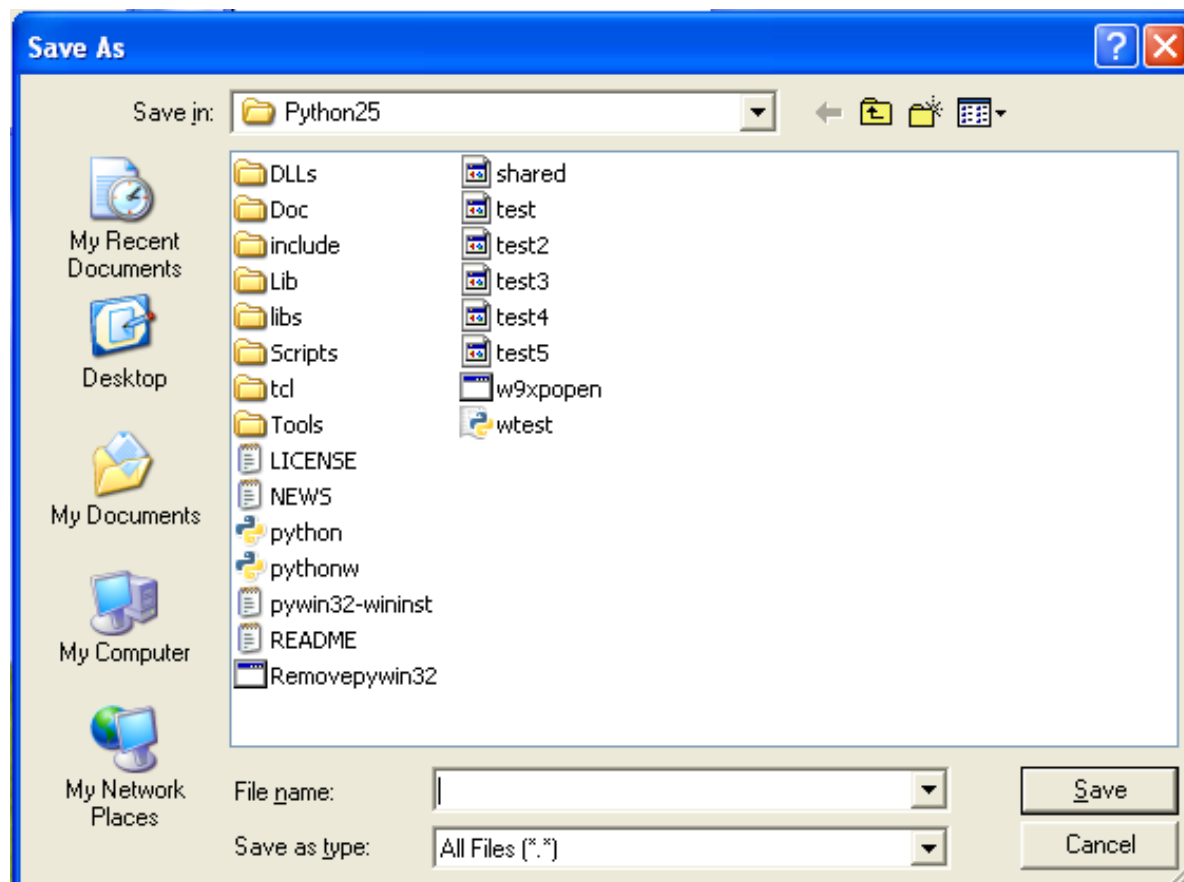 Save As
Save in: Python25
My Recent
Documents
Desktop
My Documents
My Computer
My Network
Places
DLLs
Doc
include
Lib
libs
Scripts
tcl
Tools
LICENSE
NEWS
python
pythonw
pywin32-wininst
README
Removepywin32
shared
test
test2
test3
test4
test5
w9xpopen
wtest
File name:
Save
Save as type: All Files (*.*)
Cancel